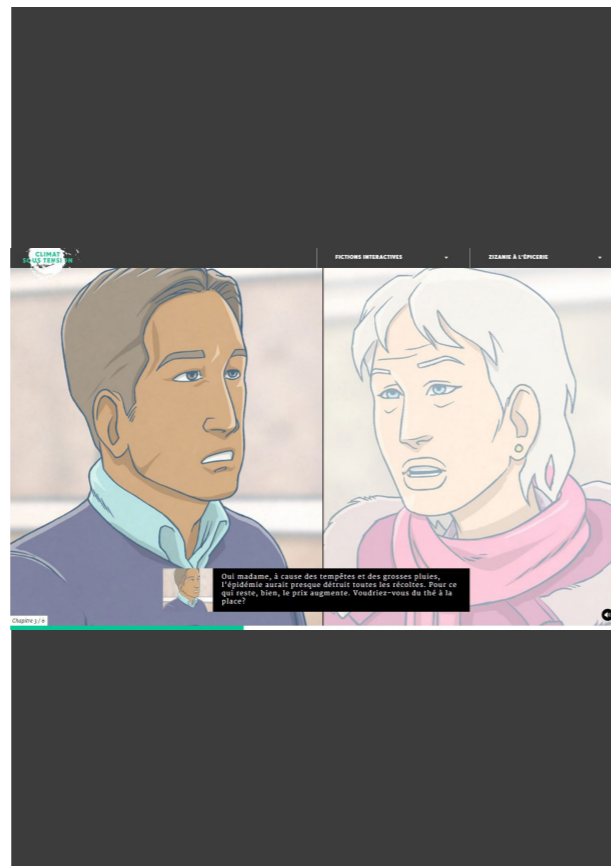 CLIMAT
SOUS TENSION
FICTIONS INTERACTIVES
ZIZANIE À L'ÉPICERIE
Oui madame, à cause des tempêtes et des grosses pluies,
l'épidémie aurait presque détruit toutes les récoltes. Pour ce
qui reste, bien, le prix augmente. Voudriez-vous du thé à la
place?
Chapitre 3 / 6